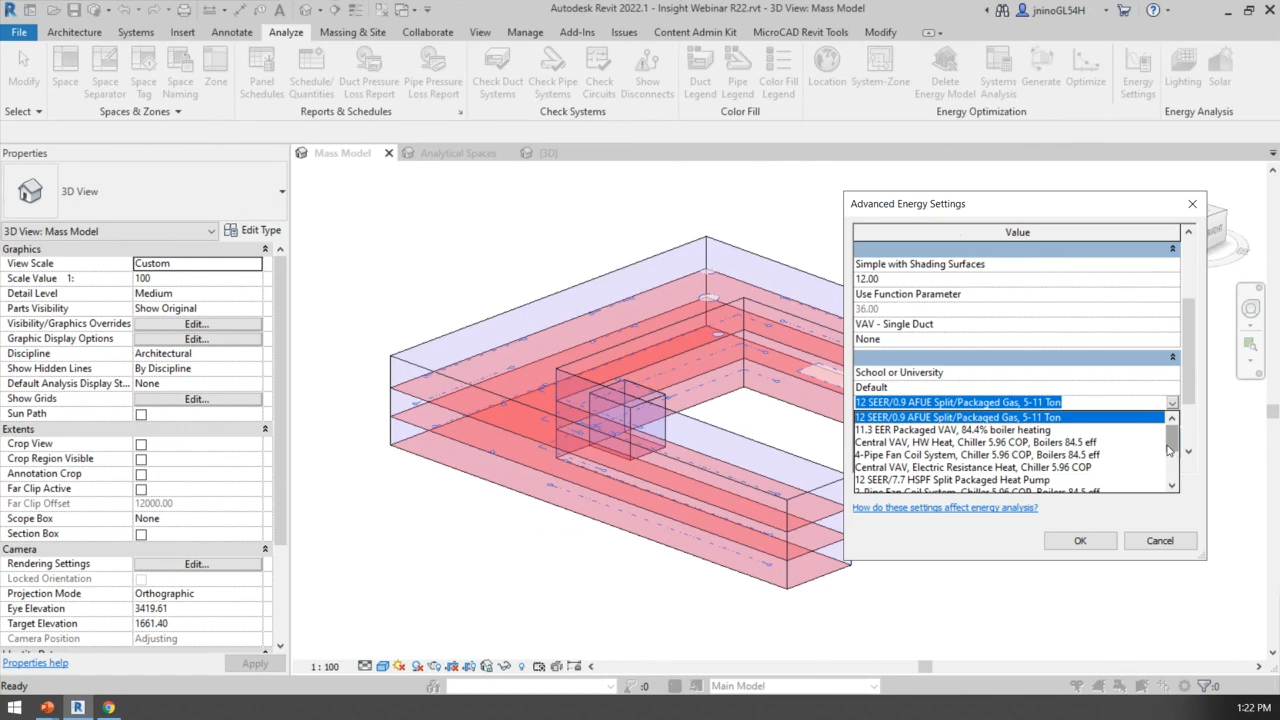 Autodesk Revit 2022.1 - Insight Webinar R22.rvt - 3D View: Mass Model
jninoGL54H
File Architecture Systems Insert Annotate Analyze Massing & Site Collaborate View Manage Add-Ins Issues Content Admin Kit MicroCAD Revit Tools Modify
Modify
Space
Space Separator
Space Tag
Space Naming
Zone
Panel Schedules
Schedule/ Quantities
Duct Pressure Loss Report
Pipe Pressure Loss Report
Check Duct Systems
Check Pipe Systems
Check Circuits
Show Disconnects
Duct Legend
Pipe Legend
Color Fill Legend
Location
System-Zone
Delete Energy Model
Systems Analysis
Generate
Optimize
Energy Settings
Lighting
Solar
Select Spaces & Zones Reports & Schedules Check Systems Color Fill Energy Optimization Energy Analysis
Properties
Mass Model Analytical Spaces {3D}
3D View
3D View: Mass Model Edit Type
Graphics
View Scale Custom
Scale Value 1: 100
Detail Level Medium
Parts Visibility Show Original
Visibility/Graphics Overrides Edit...
Graphic Display Options Edit...
Discipline Architectural
Show Hidden Lines By Discipline
Default Analysis Display St... None
Show Grids Edit...
Sun Path
Extents
Crop View
Crop Region Visible
Annotation Crop
Far Clip Active
Far Clip Offset 12000.00
Scope Box None
Section Box
Camera
Rendering Settings Edit...
Locked Orientation
Projection Mode Orthographic
Eye Elevation 3419.61
Target Elevation 1661.40
Camera Position Adjusting
Properties help Apply
Advanced Energy Settings
Value
Simple with Shading Surfaces
12.00
Use Function Parameter
36.00
VAV - Single Duct
None
School or University
Default
12 SEER/0.9 AFUE Split/Packaged Gas, 5-11 Ton
12 SEER/0.9 AFUE Split/Packaged Gas, 5-11 Ton
11.3 EER Packaged VAV, 84.4% boiler heating
Central VAV, HW Heat, Chiller 5.96 COP, Boilers 84.5 eff
4-Pipe Fan Coil System, Chiller 5.96 COP, Boilers 84.5 eff
Central VAV, Electric Resistance Heat, Chiller 5.96 COP
12 SEER/7.7 HSPF Split Packaged Heat Pump
2-Pipe Fan Coil System, Chiller 5.96 COP, Boilers 84.5 eff
How do these settings affect energy analysis?
OK Cancel
1 : 100
Ready :0 Main Model :0
1:22 PM